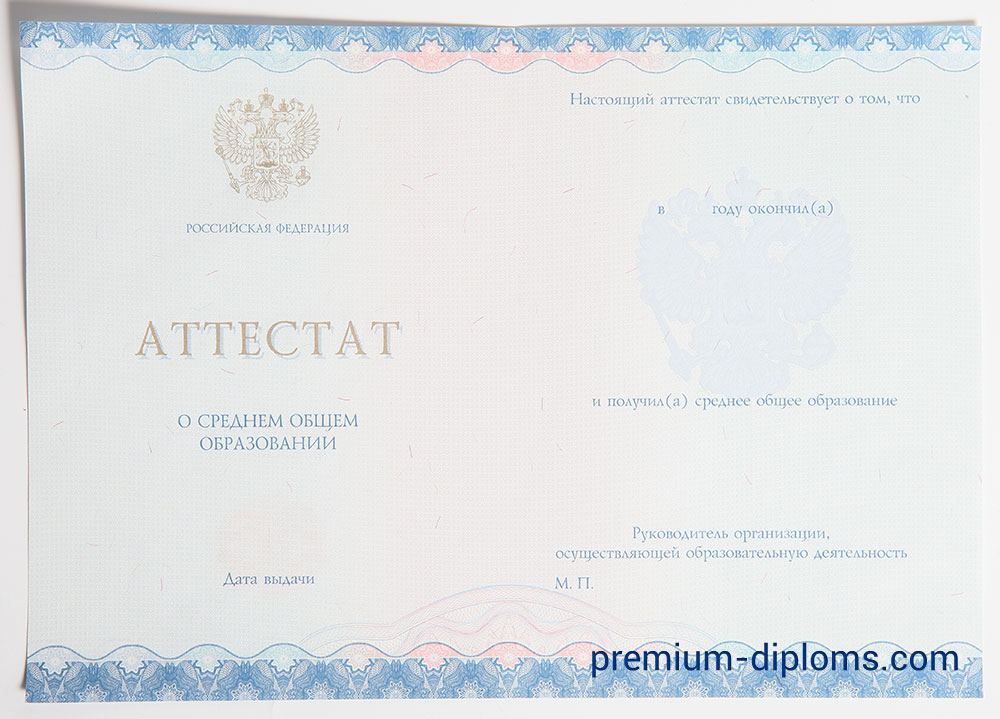 РОССИЙСКАЯ ФЕДЕРАЦИЯ
АТТЕСТАТ
О СРЕДНЕМ ОБЩЕМ
ОБРАЗОВАНИИ
Дата выдачи
Настоящий аттестат свидетельствует о том, что
в году окончил(а)
и получил(а) среднее общее образование
Руководитель организации,
осуществляющей образовательную деятельность
М. П.
premium-diploms.com